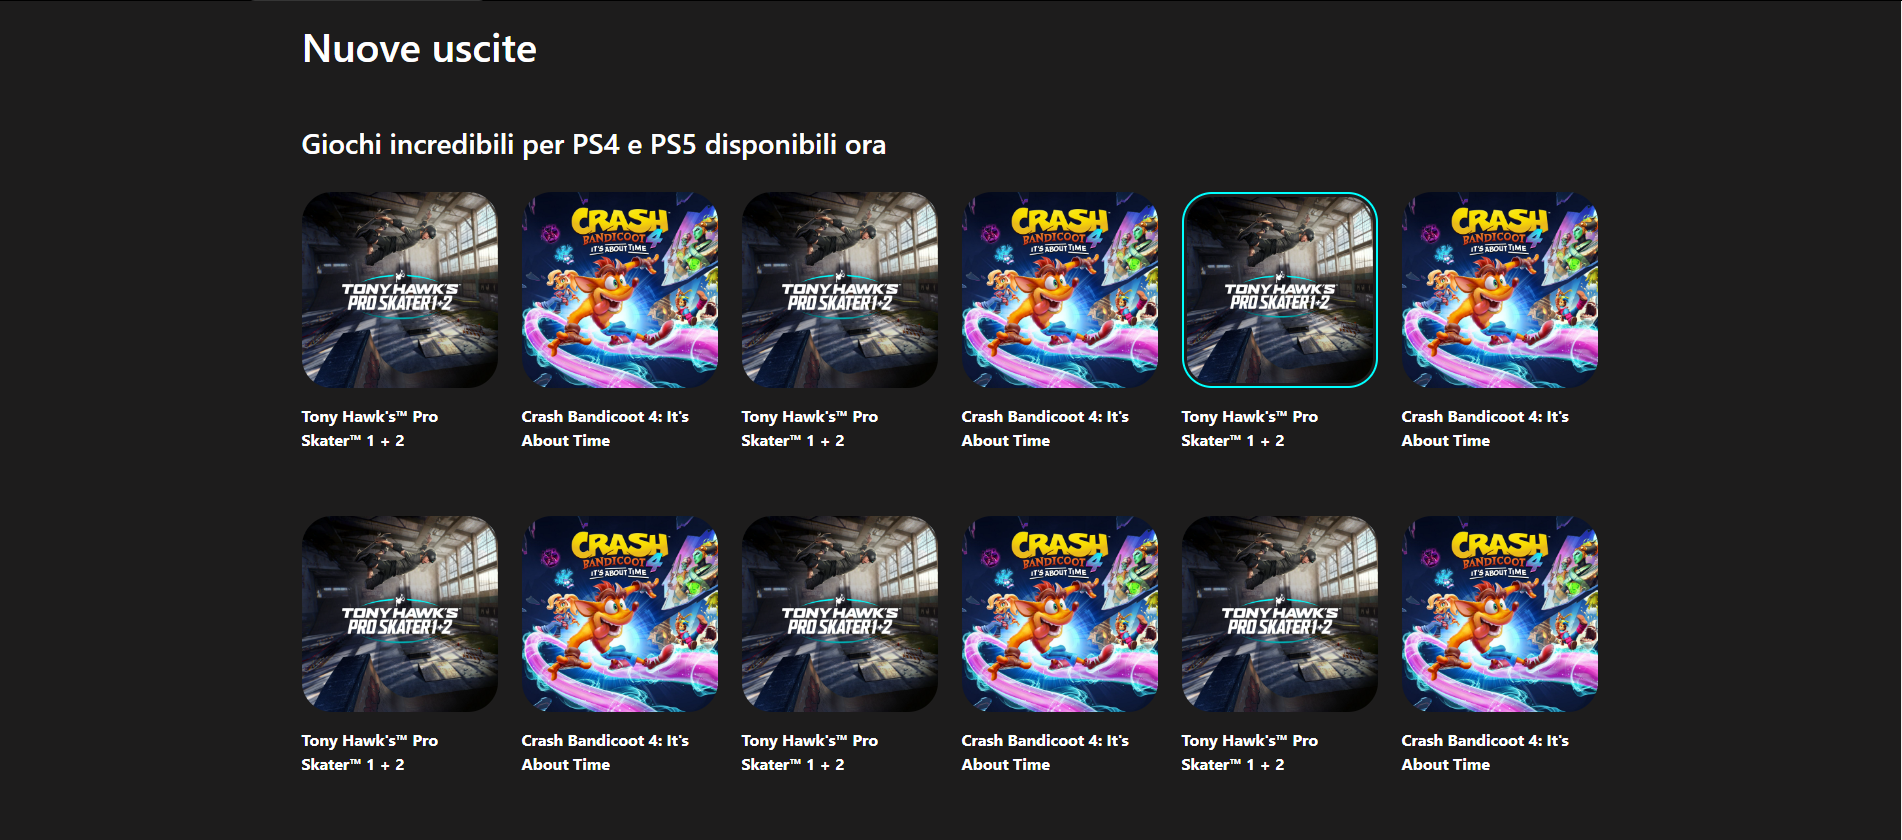 Nuove uscite
Giochi incredibili per PS4 e PS5 disponibili ora
TONY HAWK'S
PRO SKATER 1+2
CRASH
BANDICOOT 4
IT'S ABOUT TIME
TONY HAWK'S
PRO SKATER 1+2
CRASH
BANDICOOT 4
IT'S ABOUT TIME
TONY HAWK'S
PRO SKATER 1+2
CRASH
BANDICOOT 4
IT'S ABOUT TIME
Tony Hawk's™ Pro
Skater™ 1 + 2
Crash Bandicoot 4: It's
About Time
Tony Hawk's™ Pro
Skater™ 1 + 2
Crash Bandicoot 4: It's
About Time
Tony Hawk's™ Pro
Skater™ 1 + 2
Crash Bandicoot 4: It's
About Time
TONY HAWK'S
PRO SKATER 1+2
CRASH
BANDICOOT 4
IT'S ABOUT TIME
TONY HAWK'S
PRO SKATER 1+2
CRASH
BANDICOOT 4
IT'S ABOUT TIME
TONY HAWK'S
PRO SKATER 1+2
CRASH
BANDICOOT 4
IT'S ABOUT TIME
Tony Hawk's™ Pro
Skater™ 1 + 2
Crash Bandicoot 4: It's
About Time
Tony Hawk's™ Pro
Skater™ 1 + 2
Crash Bandicoot 4: It's
About Time
Tony Hawk's™ Pro
Skater™ 1 + 2
Crash Bandicoot 4: It's
About Time